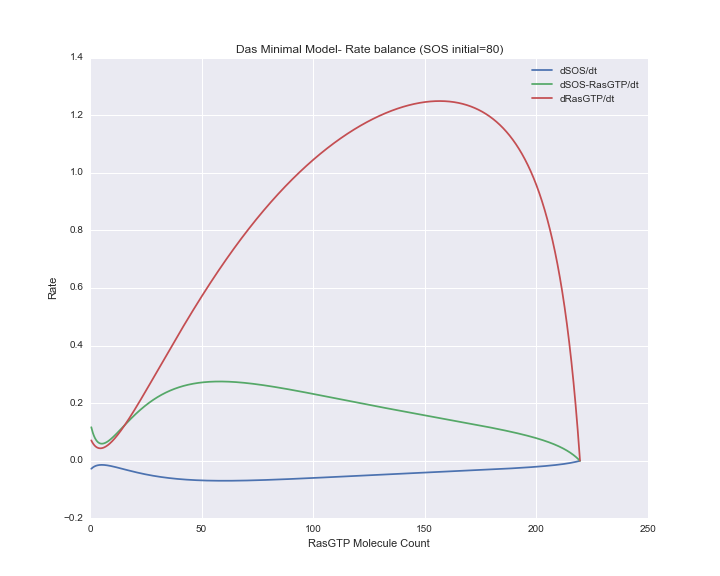 Das Minimal Model- Rate balance (SOS initial=80)
1.4
1.2
1.0
0.8
0.6
0.4
0.2
0.0
−0.2
Rate
dSOS/dt
dSOS-RasGTP/dt
dRasGTP/dt
0 50 100 150 200 250
RasGTP Molecule Count